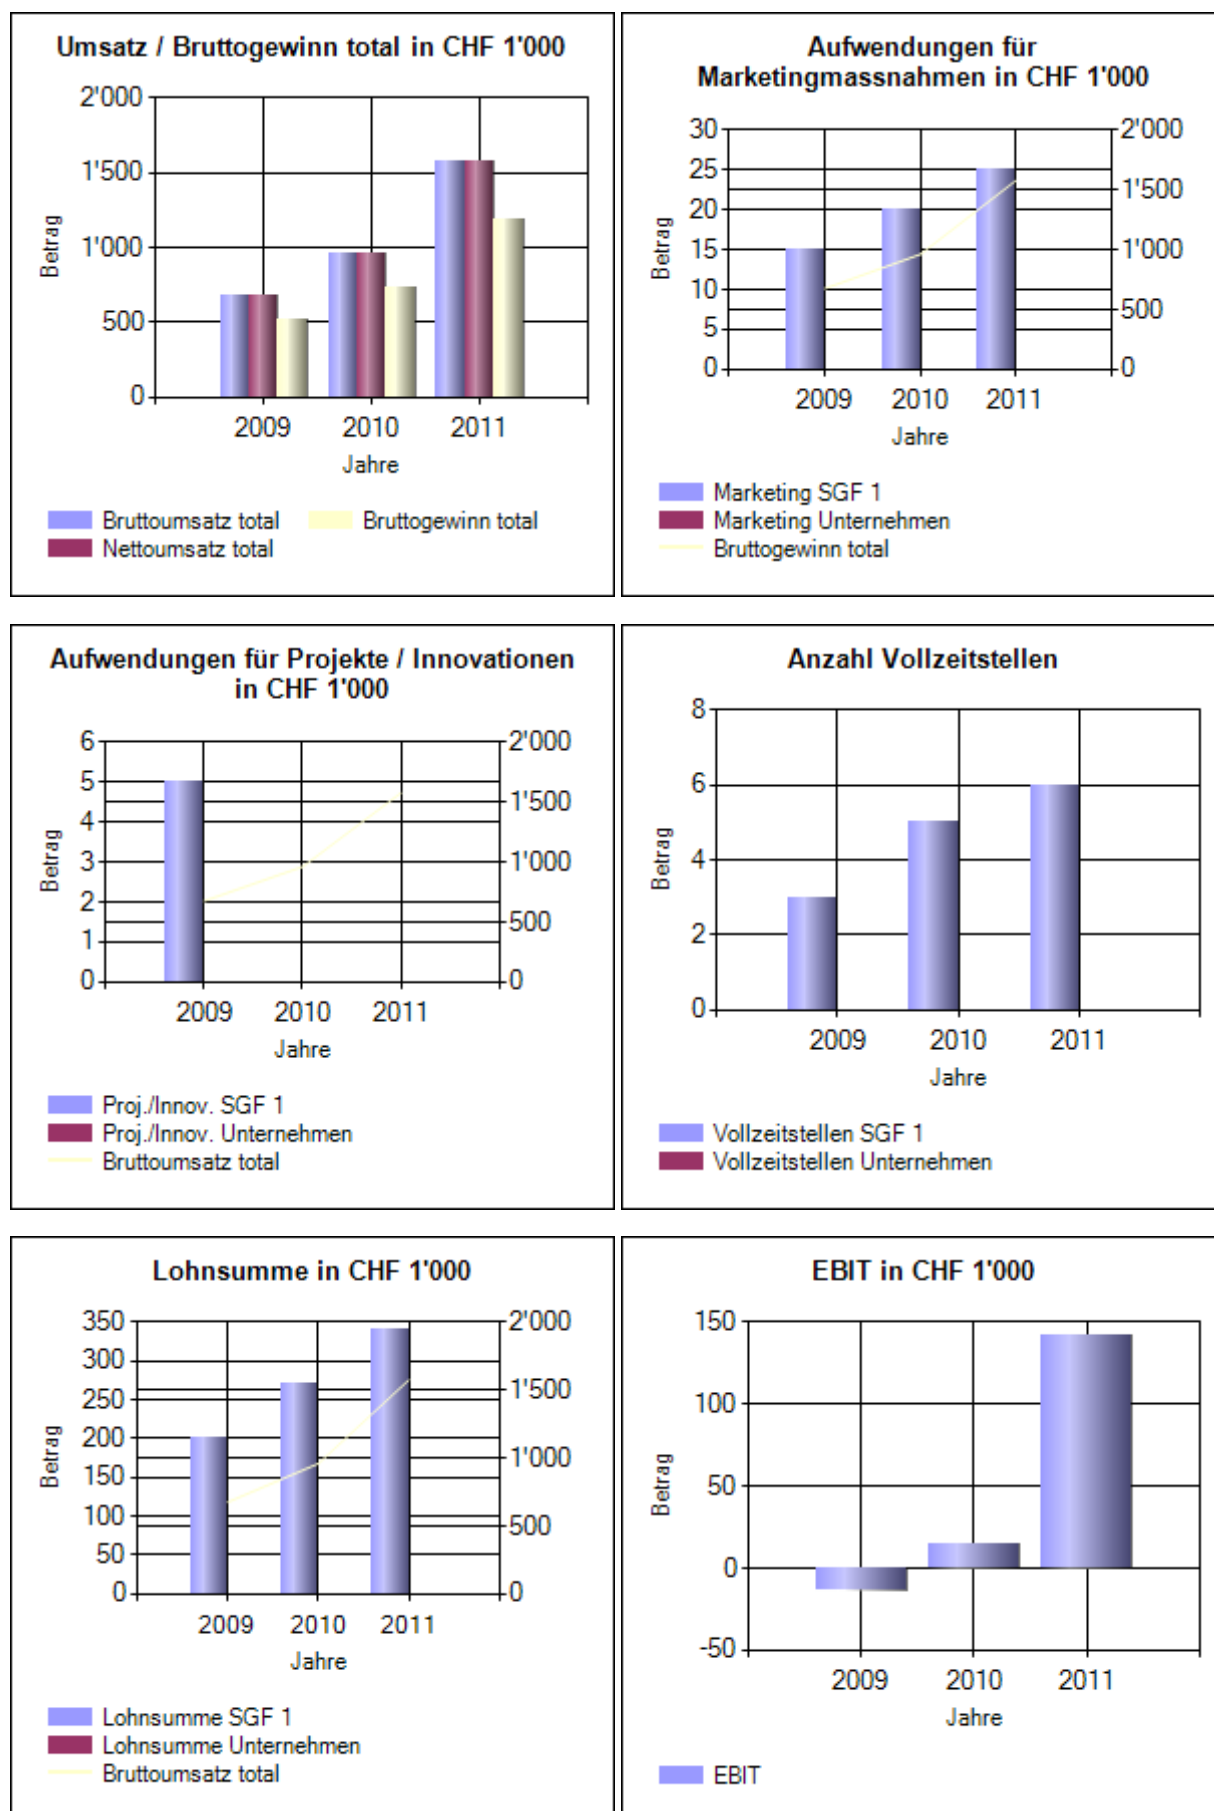 Umsatz / Bruttogewinn total in CHF 1'000
2'000
1'500
1'000
500
0
Betrag
2009 2010 2011
Jahre
Bruttoumsatz total Bruttogewinn total
Nettoumsatz total
Aufwendungen für
Marketingmassnahmen in CHF 1'000
30
25
20
15
10
5
0
2'000
1'500
1'000
500
0
2009 2010 2011
Jahre
Betrag
Marketing SGF 1
Marketing Unternehmen
Bruttogewinn total
Aufwendungen für Projekte / Innovationen
in CHF 1'000
6
5
4
3
2
1
0
2'000
1'500
1'000
500
0
Betrag
2009 2010 2011
Jahre
Proj./Innov. SGF 1
Proj./Innov. Unternehmen
Bruttoumsatz total
Anzahl Vollzeitstellen
8
6
4
2
0
Betrag
2009 2010 2011
Jahre
Vollzeitstellen SGF 1
Vollzeitstellen Unternehmen
Lohnsumme in CHF 1'000
350
300
250
200
150
100
50
0
2'000
1'500
1'000
500
0
Betrag
2009 2010 2011
Jahre
Lohnsumme SGF 1
Lohnsumme Unternehmen
Bruttoumsatz total
EBIT in CHF 1'000
150
100
50
0
-50
Betrag
2009 2010 2011
Jahre
EBIT